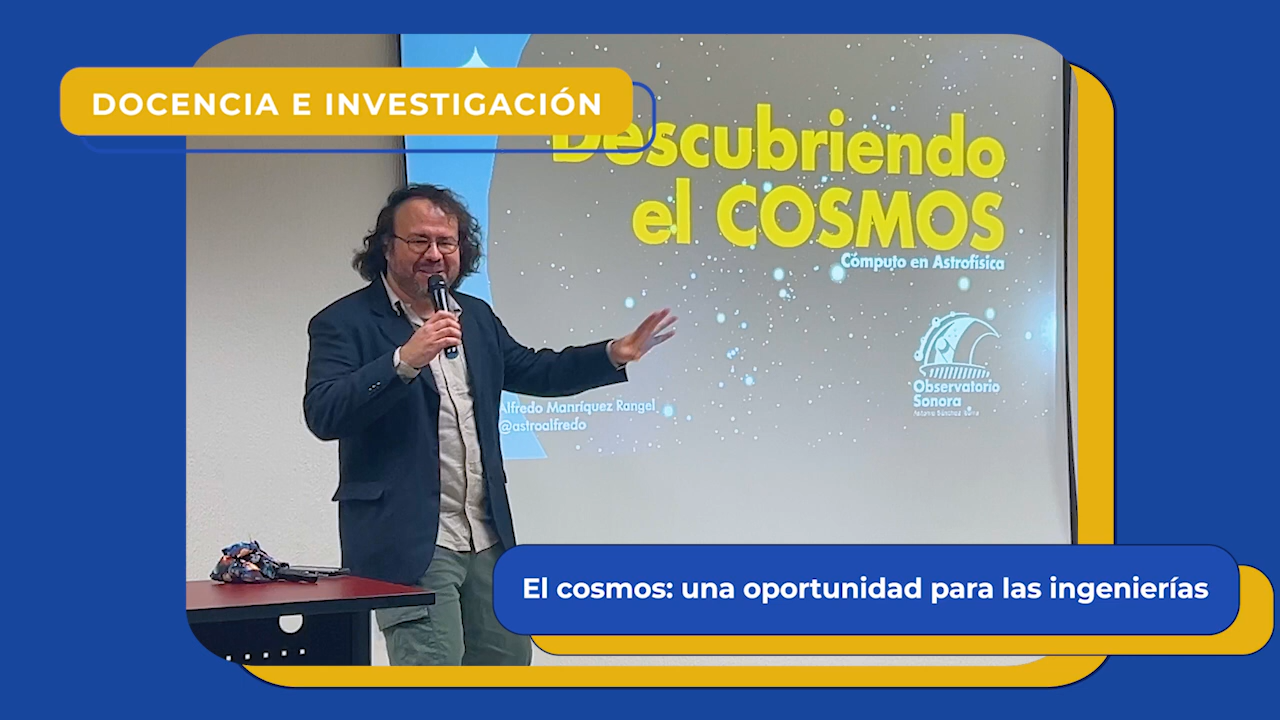 DOCENCIA E INVESTIGACIÓN
Descubriendo
el COSMOS
Cómputo en Astrofísica
Observatorio
Sonora
Alfredo Manríquez Rangel
@astroalfredo
El cosmos: una oportunidad para las ingenierías